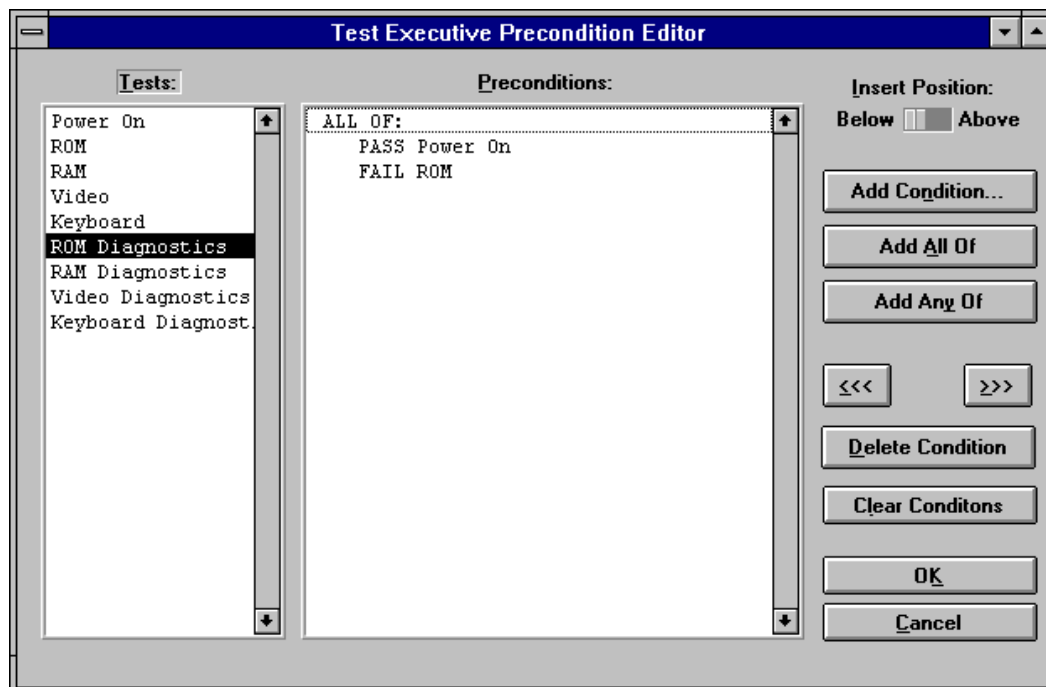 Test Executive Precondition Editor
Tests:
Power On
ROM
RAM
Video
Keyboard
ROM Diagnostics
RAM Diagnostics
Video Diagnostics
Keyboard Diagnost.
Preconditions:
ALL OF:
PASS Power On
FAIL ROM
Insert Position:
Below Above
Add Condition...
Add All Of
Add Any Of
<<< >>>
Delete Condition
Clear Conditons
OK
Cancel